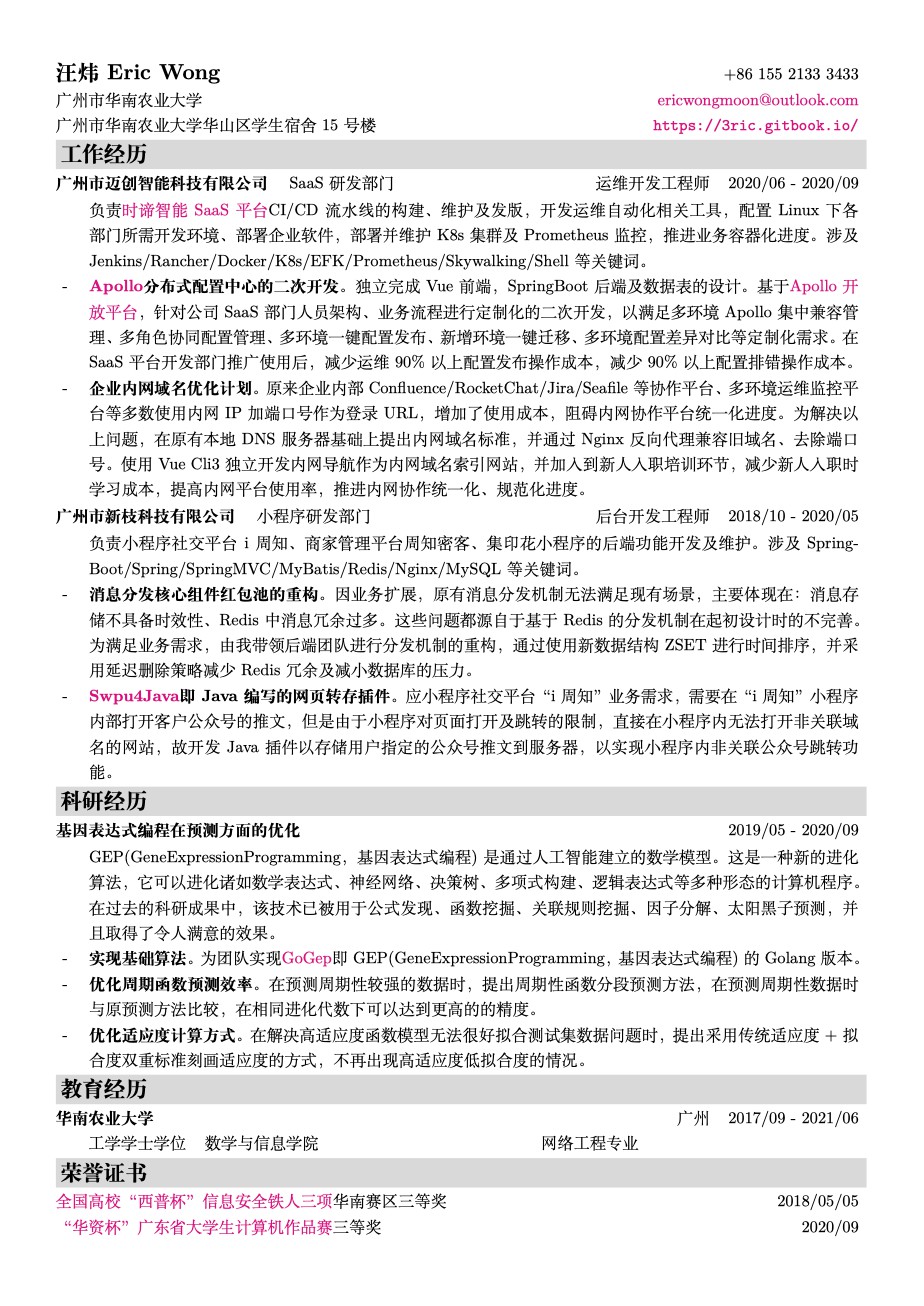 汪炜 Eric Wong
+86 155 2133 3433
广州市华南农业大学
ericwongmoon@outlook.com
广州市华南农业大学华山区学生宿舍 15 号楼
https://3ric.gitbook.io/
工作经历
广州市迈创智能科技有限公司 SaaS 研发部门 运维开发工程师 2020/06 - 2020/09
负责时谛智能 SaaS 平台CI/CD 流水线的构建、维护及发版，开发运维自动化相关工具，配置 Linux 下各
部门所需开发环境、部署企业软件，部署并维护 K8s 集群及 Prometheus 监控，推进业务容器化进度。涉及
Jenkins/Rancher/Docker/K8s/EFK/Prometheus/Skywalking/Shell 等关键词。
- Apollo分布式配置中心的二次开发。独立完成 Vue 前端，SpringBoot 后端及数据表的设计。基于Apollo 开
放平台，针对公司 SaaS 部门人员架构、业务流程进行定制化的二次开发，以满足多环境 Apollo 集中兼容管
理、多角色协同配置管理、多环境一键配置发布、新增环境一键迁移、多环境配置差异对比等定制化需求。在
SaaS 平台开发部门推广使用后，减少运维 90% 以上配置发布操作成本，减少 90% 以上配置排错操作成本。
- 企业内网域名优化计划。原来企业内部 Confluence/RocketChat/Jira/Seafile 等协作平台、多环境运维监控平
台等多数使用内网 IP 加端口号作为登录 URL，增加了使用成本，阻碍内网协作平台统一化进度。为解决以
上问题，在原有本地 DNS 服务器基础上提出内网域名标准，并通过 Nginx 反向代理兼容旧域名、去除端口
号。使用 Vue Cli3 独立开发内网导航作为内网域名索引网站，并加入到新人入职培训环节，减少新人入职时
学习成本，提高内网平台使用率，推进内网协作统一化、规范化进度。
广州市新枝科技有限公司 小程序研发部门 后台开发工程师 2018/10 - 2020/05
负责小程序社交平台 i 周知、商家管理平台周知密客、集印花小程序的后端功能开发及维护。涉及 Spring-
Boot/Spring/SpringMVC/MyBatis/Redis/Nginx/MySQL 等关键词。
- 消息分发核心组件红包池的重构。因业务扩展，原有消息分发机制无法满足现有场景，主要体现在：消息存
储不具备时效性、Redis 中消息冗余过多。这些问题都源自于基于 Redis 的分发机制在起初设计时的不完善。
为满足业务需求，由我带领后端团队进行分发机制的重构，通过使用新数据结构 ZSET 进行时间排序，并采
用延迟删除策略减少 Redis 冗余及减小数据库的压力。
- Swpu4Java即 Java 编写的网页转存插件。应小程序社交平台“i 周知”业务需求，需要在“i 周知”小程序
内部打开客户公众号的推文，但是由于小程序对页面打开及跳转的限制，直接在小程序内无法打开非关联域
名的网站，故开发 Java 插件以存储用户指定的公众号推文到服务器，以实现小程序内非关联公众号跳转功
能。
科研经历
基因表达式编程在预测方面的优化 2019/05 - 2020/09
GEP(GeneExpressionProgramming，基因表达式编程) 是通过人工智能建立的数学模型。这是一种新的进化
算法，它可以进化诸如数学表达式、神经网络、决策树、多项式构建、逻辑表达式等多种形态的计算机程序。
在过去的科研成果中，该技术已被用于公式发现、函数挖掘、关联规则挖掘、因子分解、太阳黑子预测，并
且取得了令人满意的效果。
- 实现基础算法。为团队实现GoGep即 GEP(GeneExpressionProgramming，基因表达式编程) 的 Golang 版本。
- 优化周期函数预测效率。在预测周期性较强的数据时，提出周期性函数分段预测方法，在预测周期性数据时
与原预测方法比较，在相同进化代数下可以达到更高的的精度。
- 优化适应度计算方式。在解决高适应度函数模型无法很好拟合测试集数据问题时，提出采用传统适应度 + 拟
合度双重标准刻画适应度的方式，不再出现高适应度低拟合度的情况。
教育经历
华南农业大学 广州 2017/09 - 2021/06
工学学士学位 数学与信息学院 网络工程专业
荣誉证书
全国高校“西普杯”信息安全铁人三项华南赛区三等奖 2018/05/05
“华资杯”广东省大学生计算机作品赛三等奖 2020/09